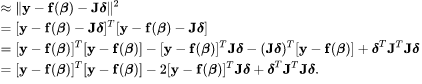 ≈ ‖𝐲 − 𝐟(𝜷) − 𝐉𝜹‖²
= [𝐲 − 𝐟(𝜷) − 𝐉𝜹]ᵀ[𝐲 − 𝐟(𝜷) − 𝐉𝜹]
= [𝐲 − 𝐟(𝜷)]ᵀ[𝐲 − 𝐟(𝜷)] − [𝐲 − 𝐟(𝜷)]ᵀ𝐉𝜹 − (𝐉𝜹)ᵀ[𝐲 − 𝐟(𝜷)] + 𝜹ᵀ𝐉ᵀ𝐉𝜹
= [𝐲 − 𝐟(𝜷)]ᵀ[𝐲 − 𝐟(𝜷)] − 2[𝐲 − 𝐟(𝜷)]ᵀ𝐉𝜹 + 𝜹ᵀ𝐉ᵀ𝐉𝜹.